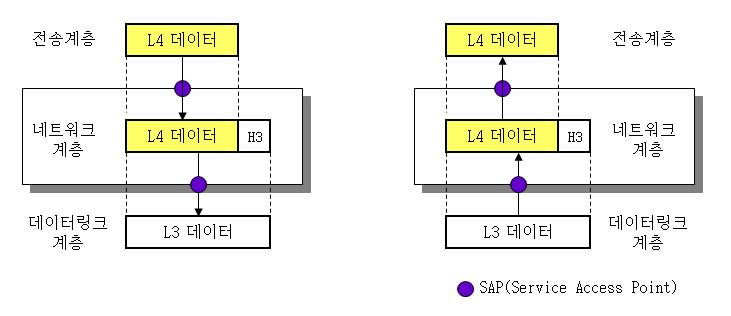 전송계층
L4 데이터
네트워크
계층
L4 데이터
H3
데이터링크
계층
L3 데이터
L4 데이터
전송계층
L4 데이터
H3
네트워크
계층
L3 데이터
데이터링크
계층
SAP(Service Access Point)